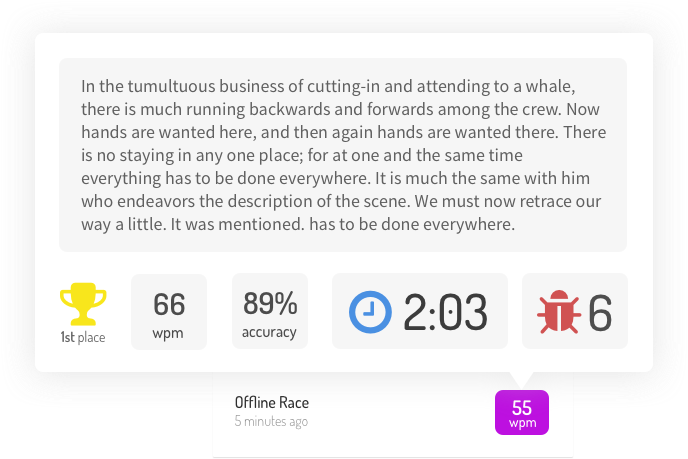 In the tumultuous business of cutting-in and attending to a whale,
there is much running backwards and forwards among the crew. Now
hands are wanted here, and then again hands are wanted there. There
is no staying in any one place; for at one and the same time
everything has to be done everywhere. It is much the same with him
who endeavors the description of the scene. We must now retrace our
way a little. It was mentioned. has to be done everywhere.
1st place
66
wpm
89%
accuracy
2:03
6
Offline Race
5 minutes ago
55
wpm